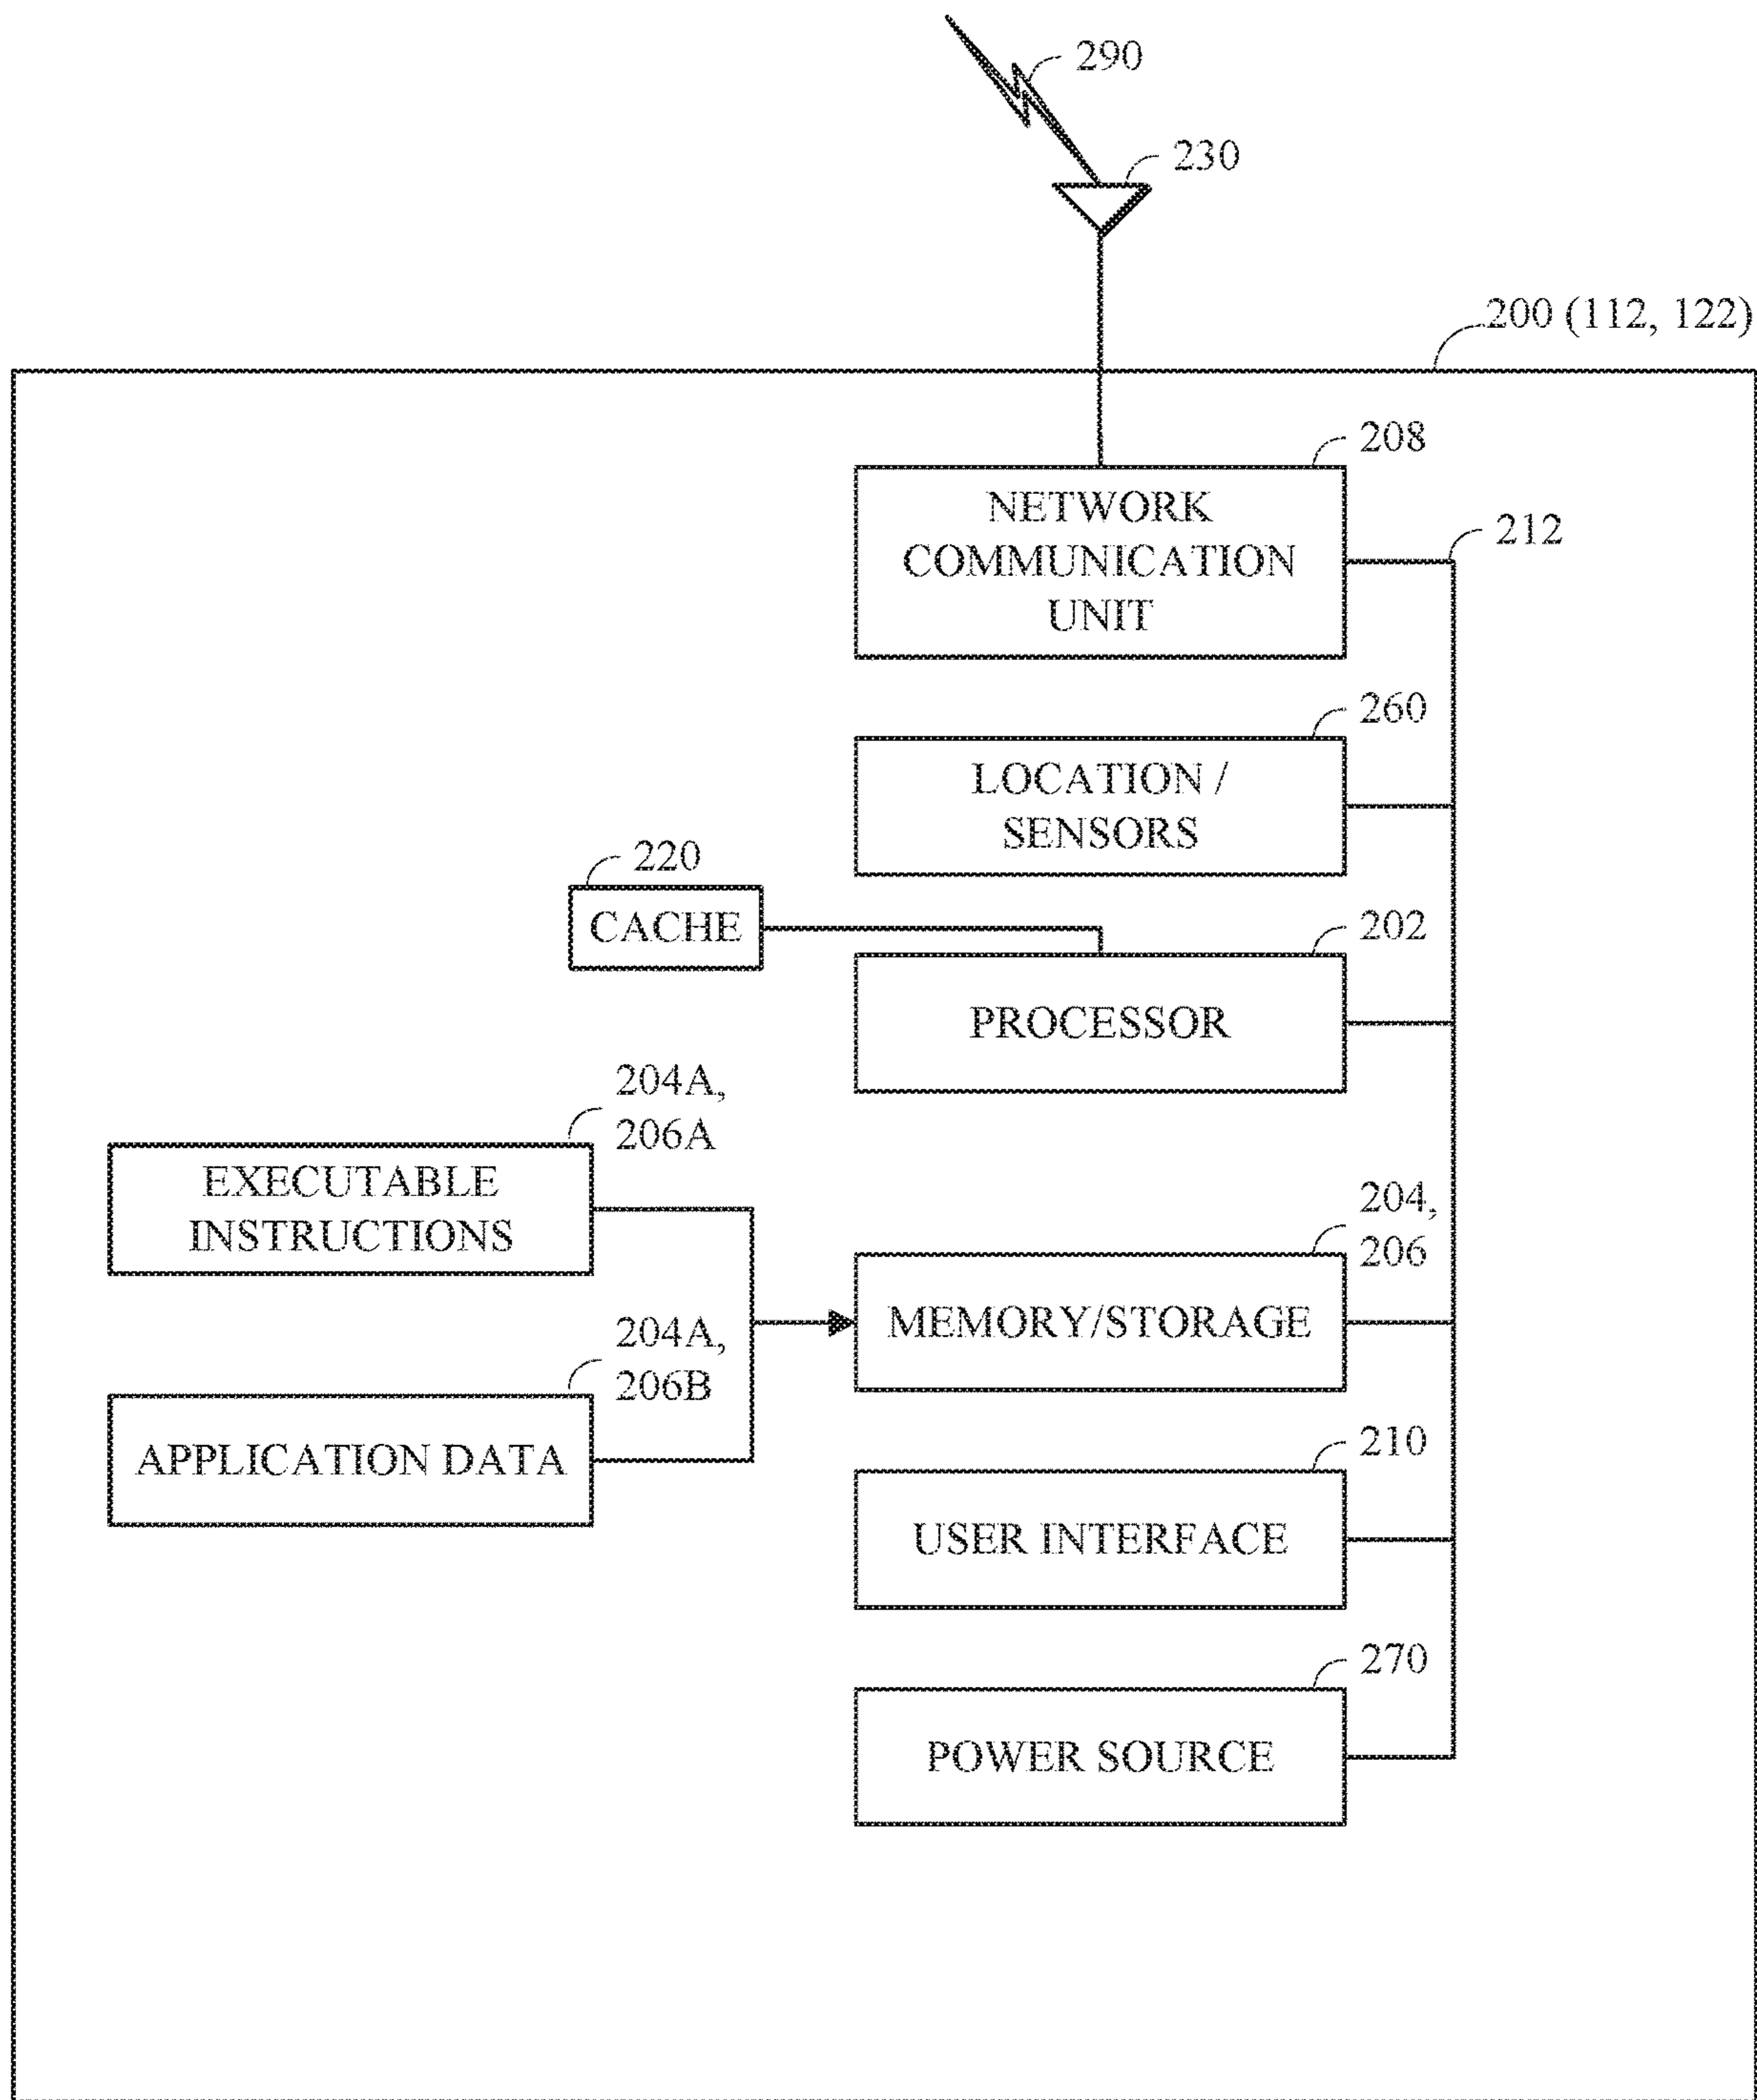 290
230
200 (112, 122)
208
NETWORK
COMMUNICATION
UNIT
212
260
LOCATION /
SENSORS
220
CACHE
202
PROCESSOR
204A,
206A
EXECUTABLE
INSTRUCTIONS
204,
206
MEMORY/STORAGE
204A,
206B
APPLICATION DATA
210
USER INTERFACE
270
POWER SOURCE